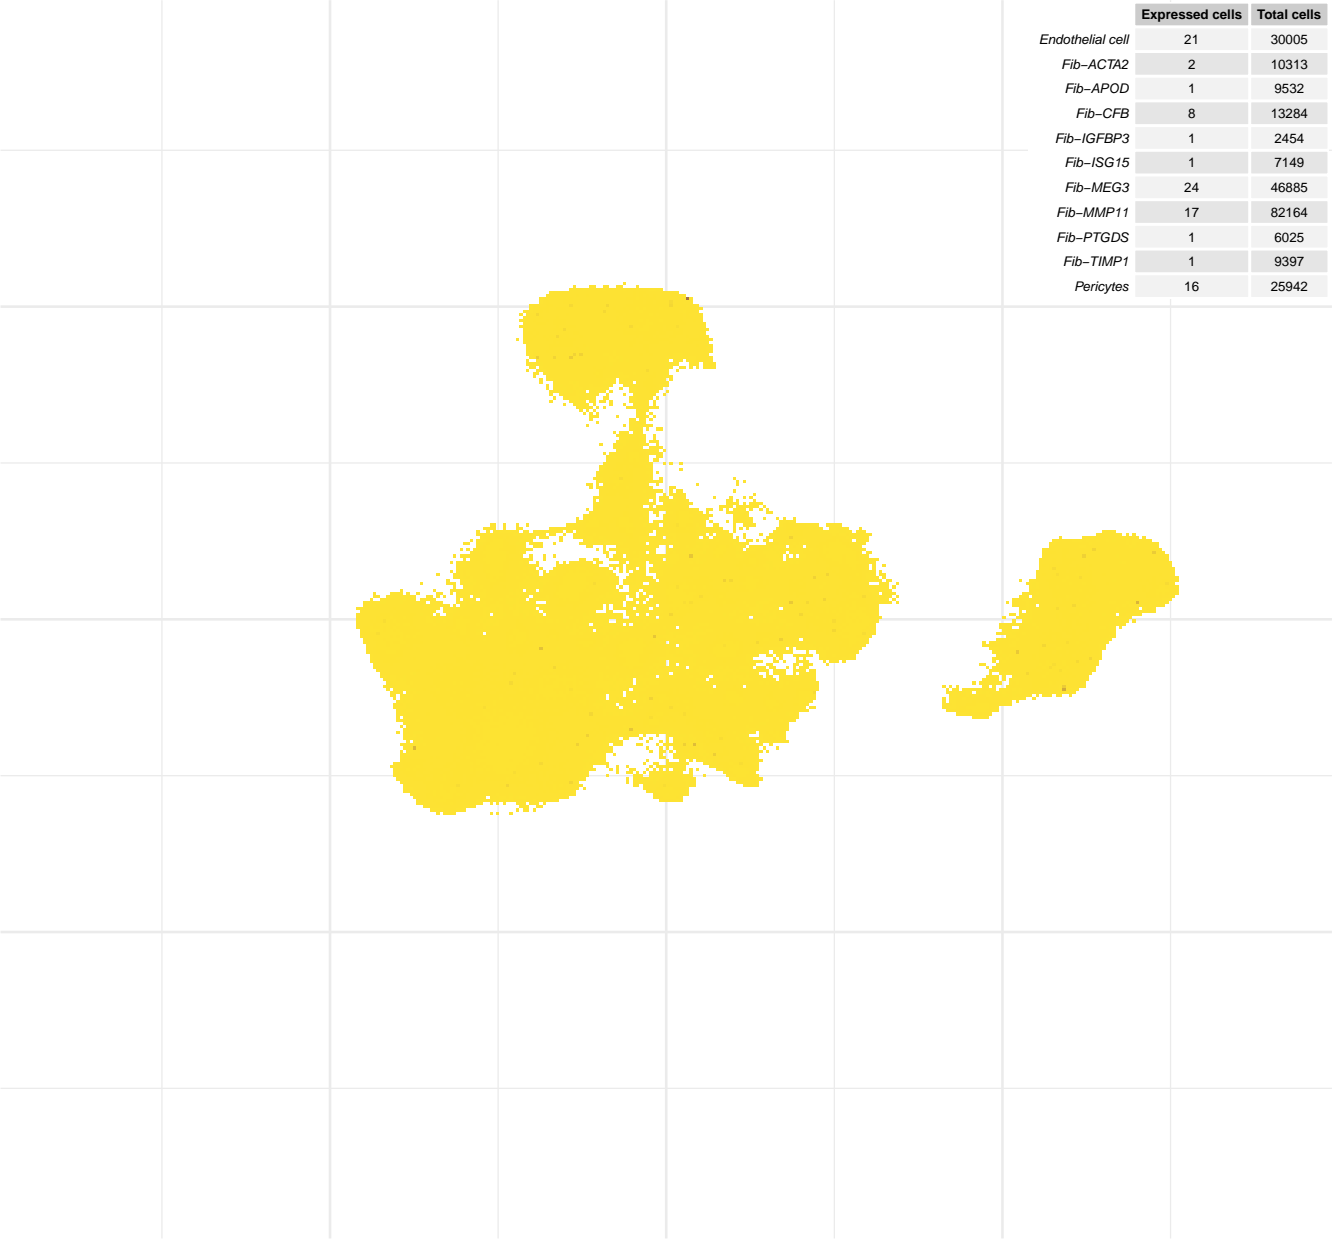 Expressed cells Total cells
Endothelial cell 21 30005
Fib−ACTA2 2 10313
Fib−APOD 1 9532
Fib−CFB 8 13284
Fib−IGFBP3 1 2454
Fib−ISG15 1 7149
Fib−MEG3 24 46885
Fib−MMP11 17 82164
Fib−PTGDS 1 6025
Fib−TIMP1 1 9397
Pericytes 16 25942